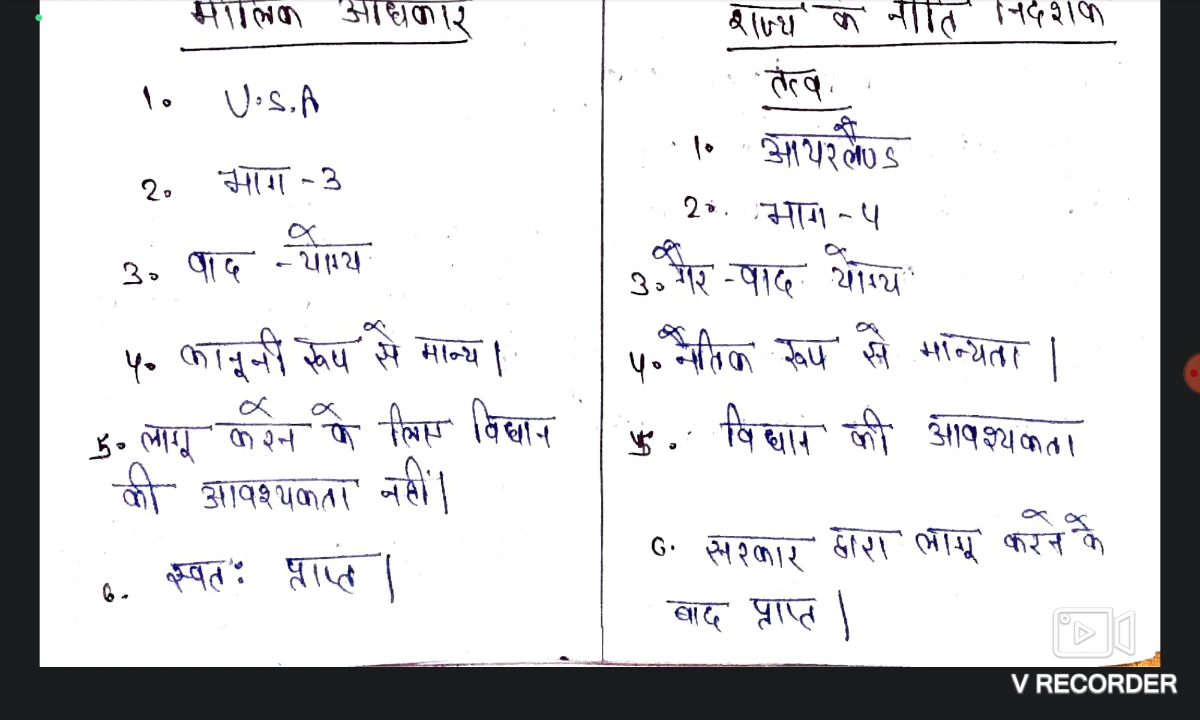 मौलिक अधिकार
1. U.S.A
2. भाग - 3
3. वाद - योग्य
4. कानूनी रूप से मान्य।
5. लागू करने के लिए विधान
की आवश्यकता नहीं।
6. स्वतः प्राप्त।
राज्य के नीति निदेशक
तत्व.
1. आयरलैण्ड
2. भाग - 4
3. गैर - वाद योग्य
4. नैतिक रूप से मान्यता।
5. विधान की आवश्यकता
6. सरकार द्वारा लागू करने के
बाद प्राप्त।
V RECORDER